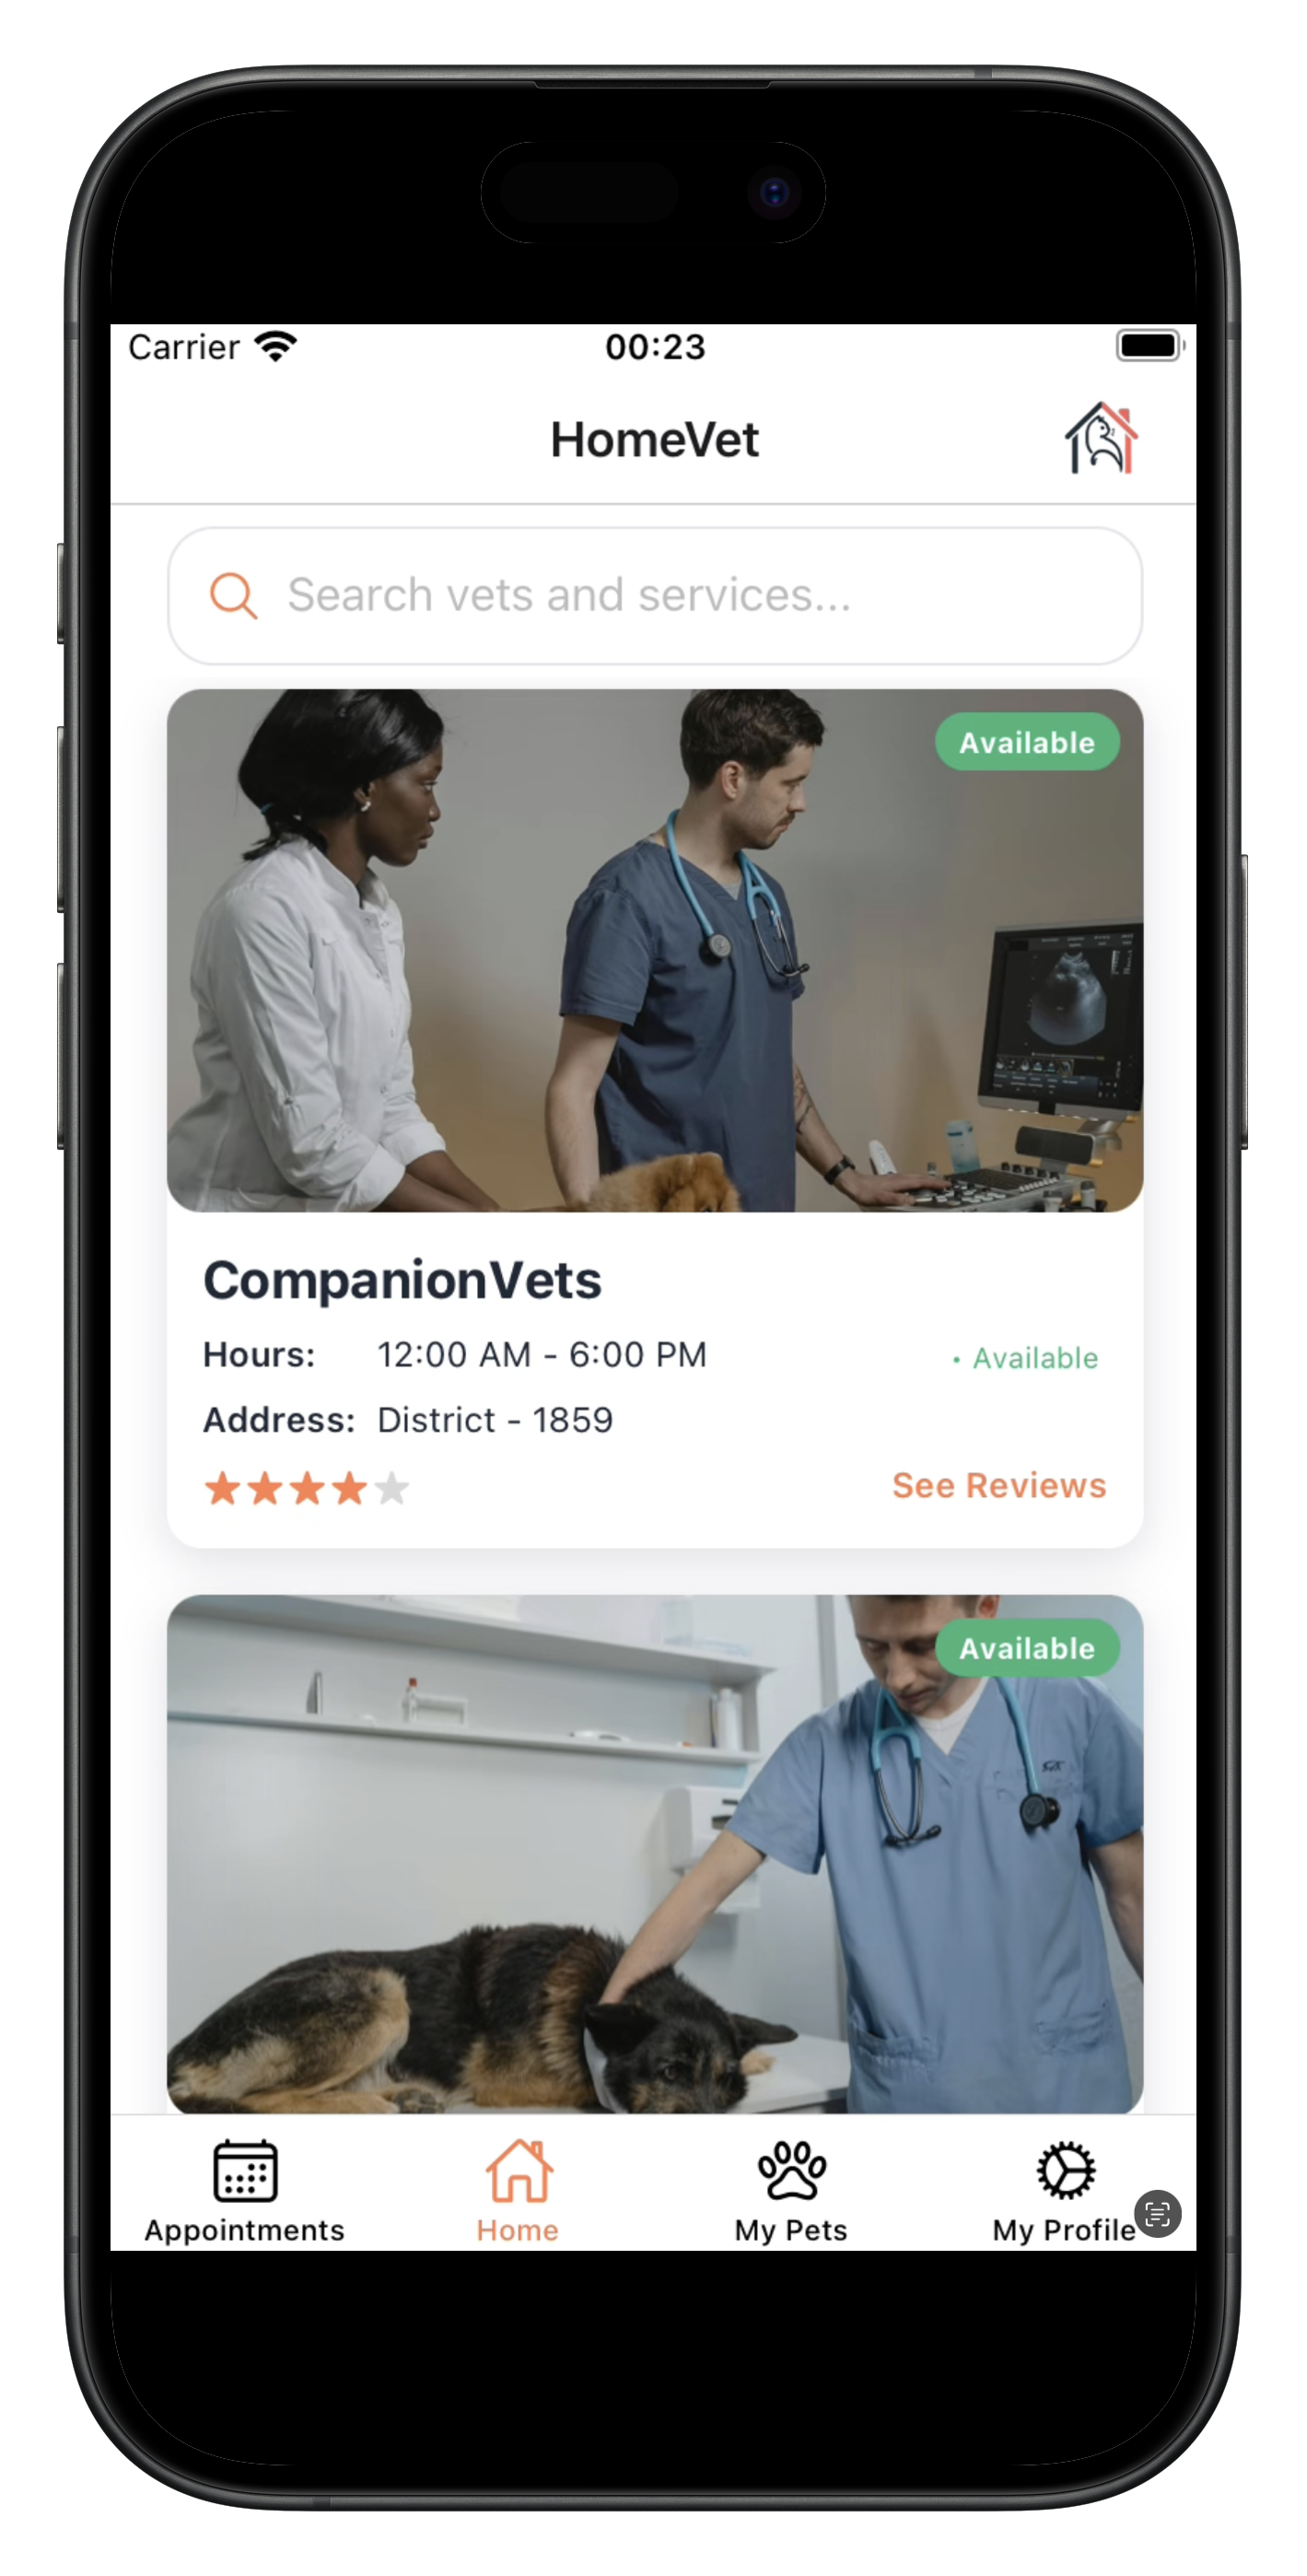 Carrier 00:23
HomeVet
Search vets and services...
Available
CompanionVets
Hours: 12:00 AM - 6:00 PM • Available
Address: District - 1859
See Reviews
Available
Appointments Home My Pets My Profile